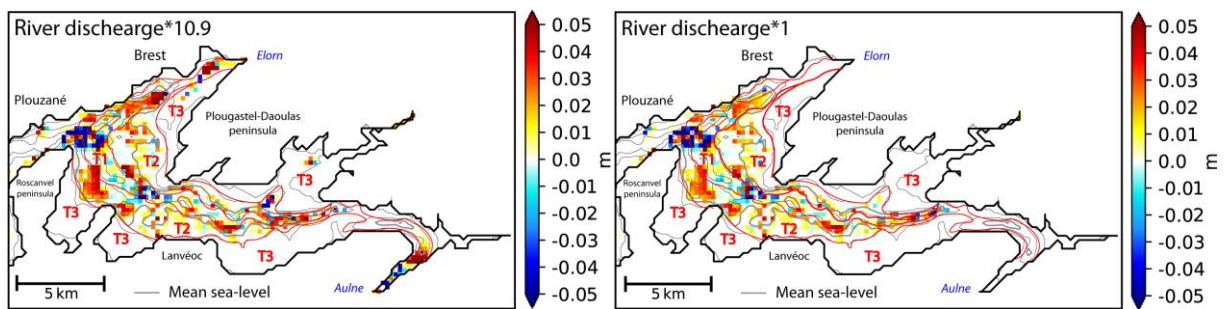 River dischearge*10.9
Brest
Elorn
Plouzané
T3
Plougastel-Daoulas
peninsula
T1
T2
Roscanvel
peninsula
T3
T3
T3
T2
T3
Lanvéoc
5 km
Mean sea-level
Aulne
0.05
0.04
0.03
0.02
0.01
0.0
-0.01
-0.02
-0.03
-0.04
-0.05
m
River dischearge*1
Brest
Elorn
Plouzané
T3
Plougastel-Daoulas
peninsula
T1
T2
Roscanvel
peninsula
T3
T3
T3
T2
T3
Lanvéoc
5 km
Mean sea-level
Aulne
0.05
0.04
0.03
0.02
0.01
0.0
-0.01
-0.02
-0.03
-0.04
-0.05
m